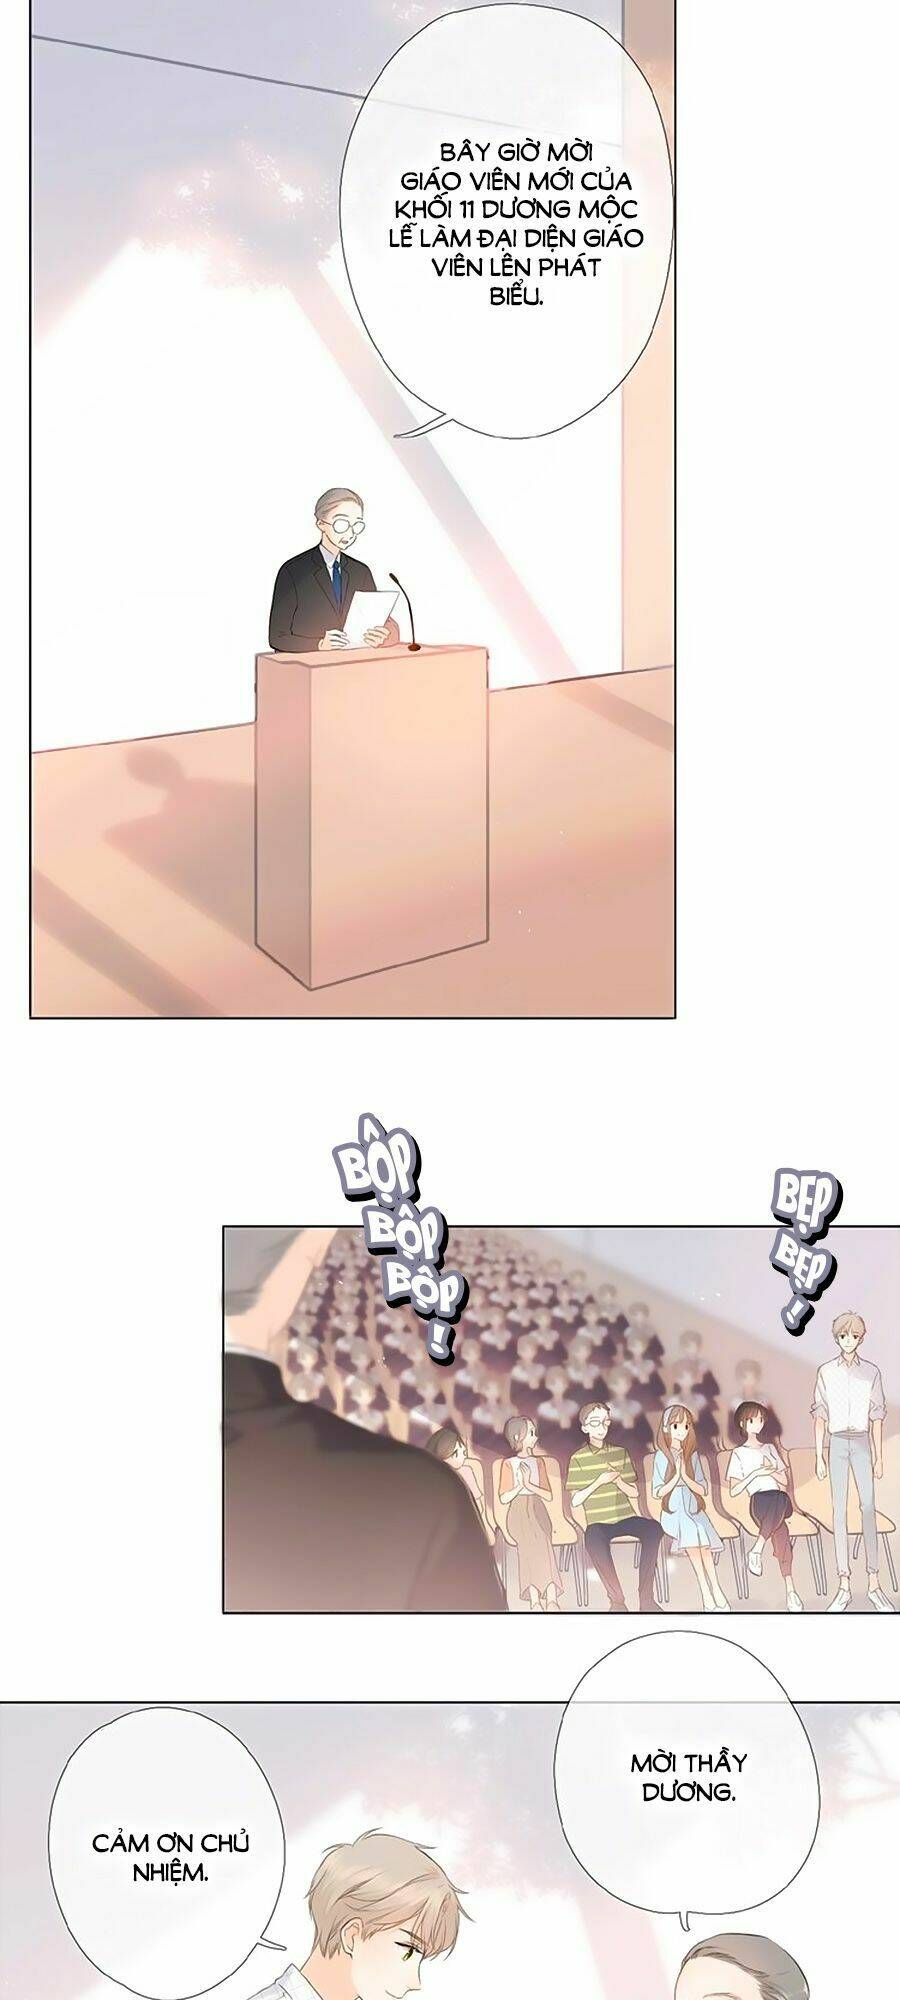 BÂY GIỜ MỜI
GIÁO VIÊN MỚI CỦA
KHỐI 11 DƯƠNG MỘC
LỄ LÀM ĐẠI DIỆN GIÁO
VIÊN LÊN PHÁT
BIỂU.
BỘP
BỘP
BỘP!
BẸP
BẸP!
MỜI THẦY
DƯƠNG.
CẢM ƠN CHỦ
NHIỆM.